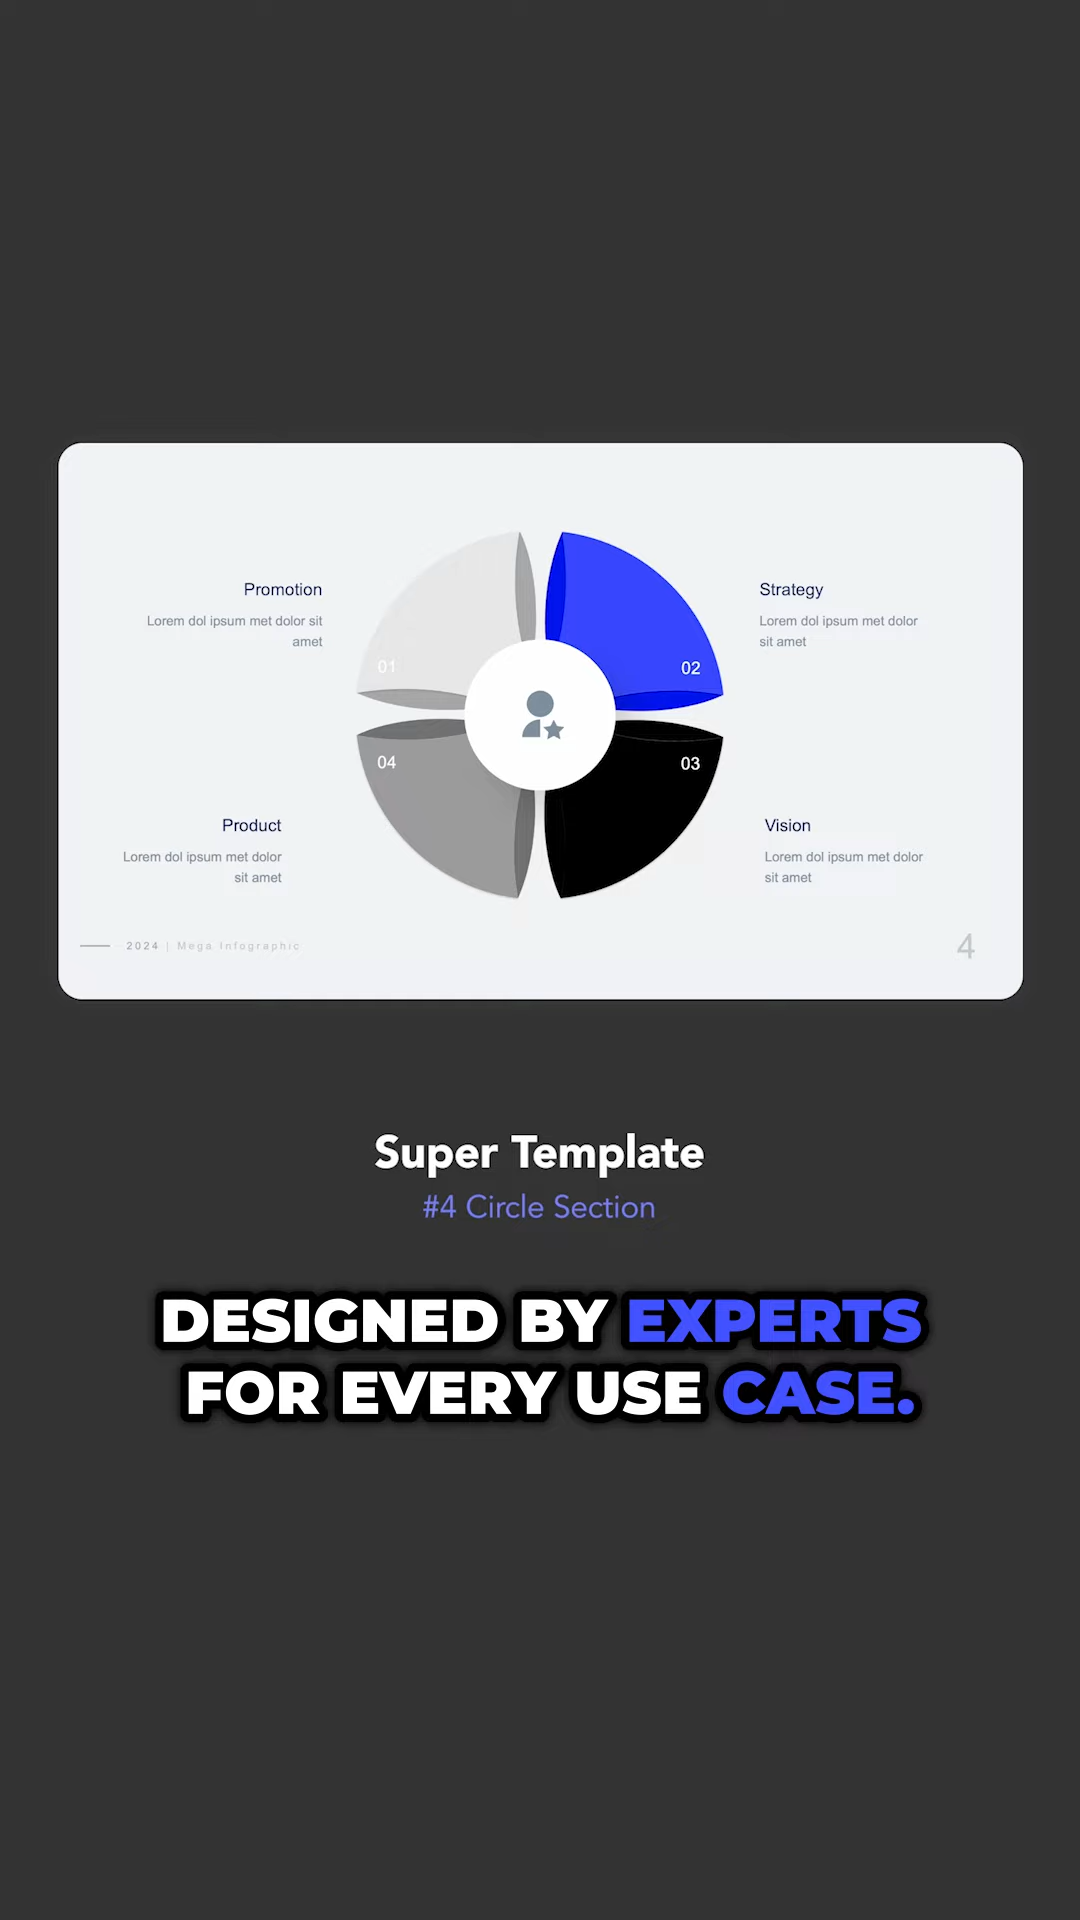 Promotion
Lorem dol ipsum met dolor sit
amet
01
02
Strategy
Lorem dol ipsum met dolor
sit amet
04
03
Product
Lorem dol ipsum met dolor
sit amet
Vision
Lorem dol ipsum met dolor
sit amet
2024 | Mega Infographic
4
Super Template
#4 Circle Section
DESIGNED BY EXPERTS
FOR EVERY USE CASE.